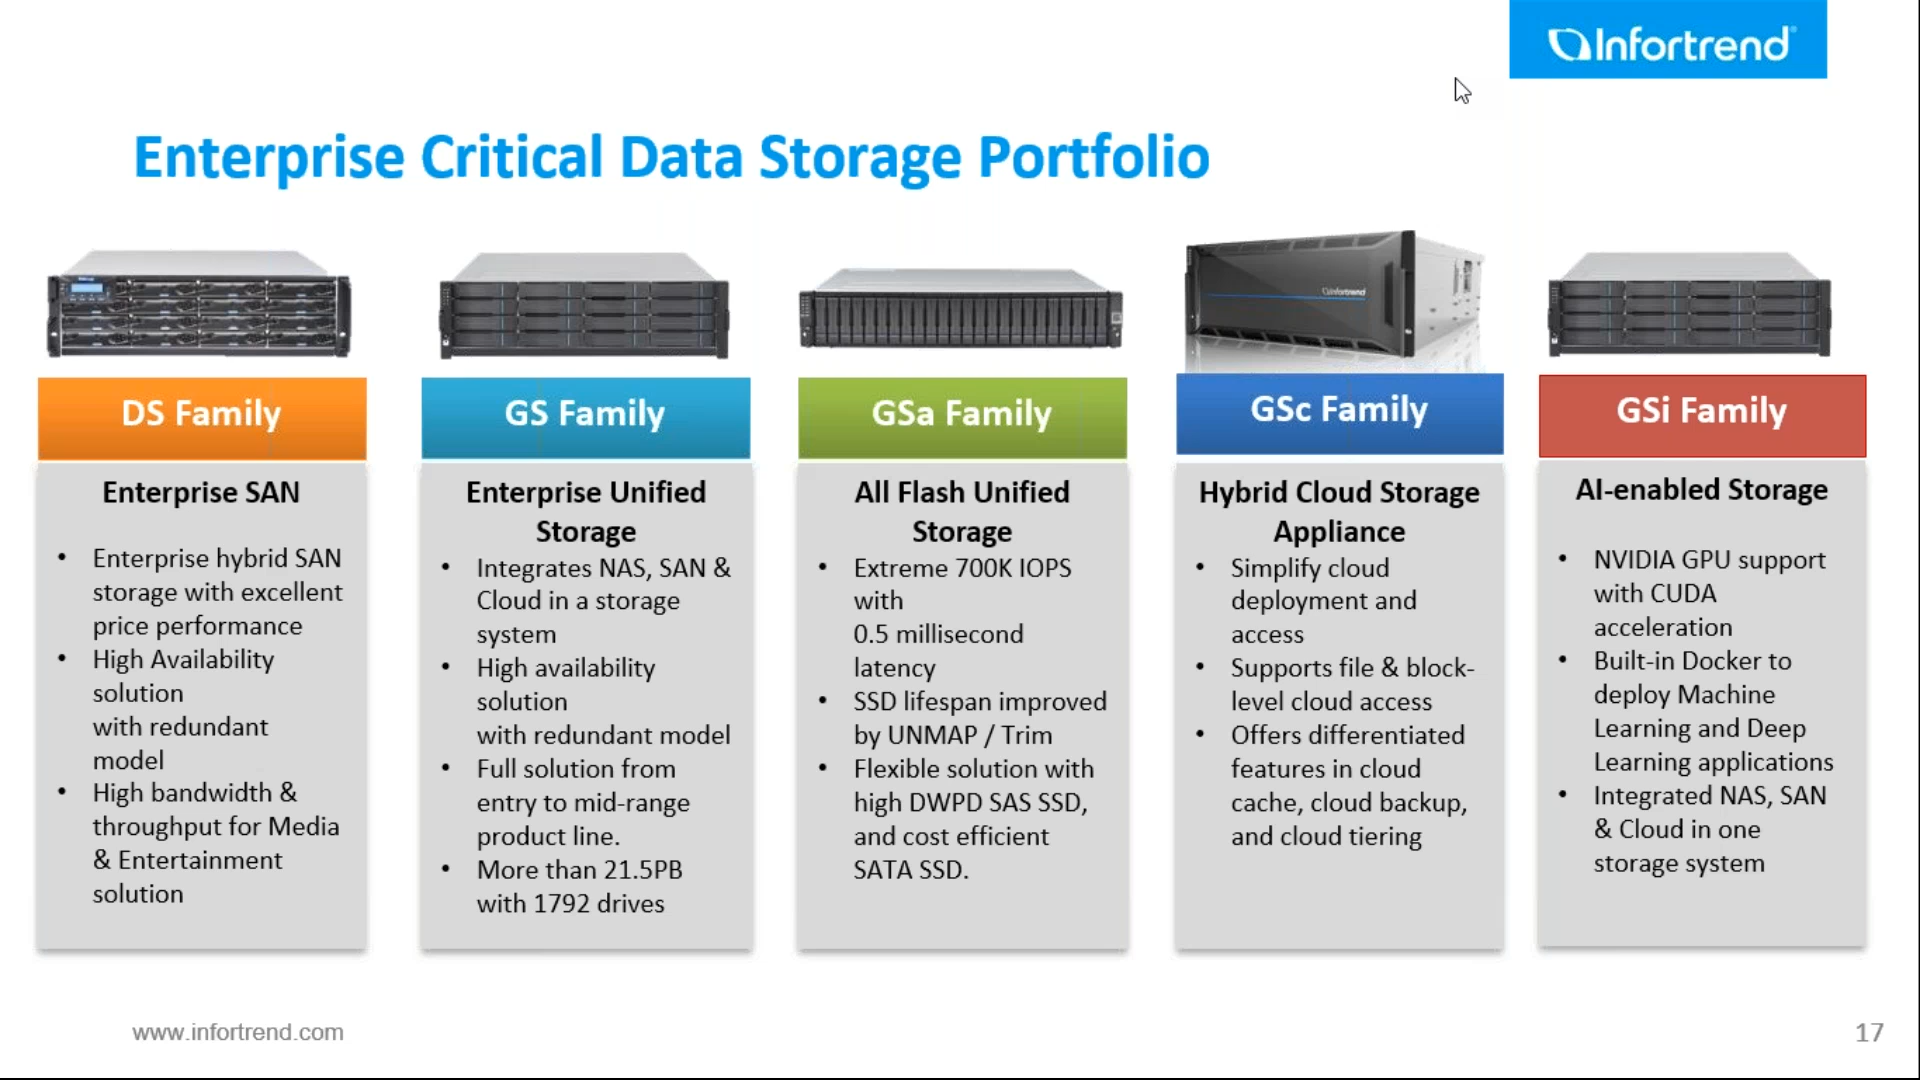 Infortrend
Enterprise Critical Data Storage Portfolio
Infortrend
DS Family
Enterprise SAN
• Enterprise hybrid SAN
storage with excellent
price performance
• High Availability
solution
with redundant
model
• High bandwidth &
throughput for Media
& Entertainment
solution
GS Family
Enterprise Unified
Storage
• Integrates NAS, SAN &
Cloud in a storage
system
• High availability
solution
with redundant model
• Full solution from
entry to mid-range
product line.
• More than 21.5PB
with 1792 drives
GSa Family
All Flash Unified
Storage
• Extreme 700K IOPS
with
0.5 millisecond
latency
• SSD lifespan improved
by UNMAP / Trim
• Flexible solution with
high DWPD SAS SSD,
and cost efficient
SATA SSD.
GSc Family
Hybrid Cloud Storage
Appliance
• Simplify cloud
deployment and
access
• Supports file & block-
level cloud access
• Offers differentiated
features in cloud
cache, cloud backup,
and cloud tiering
GSi Family
AI-enabled Storage
• NVIDIA GPU support
with CUDA
acceleration
• Built-in Docker to
deploy Machine
Learning and Deep
Learning applications
• Integrated NAS, SAN
& Cloud in one
storage system
www.infortrend.com
17